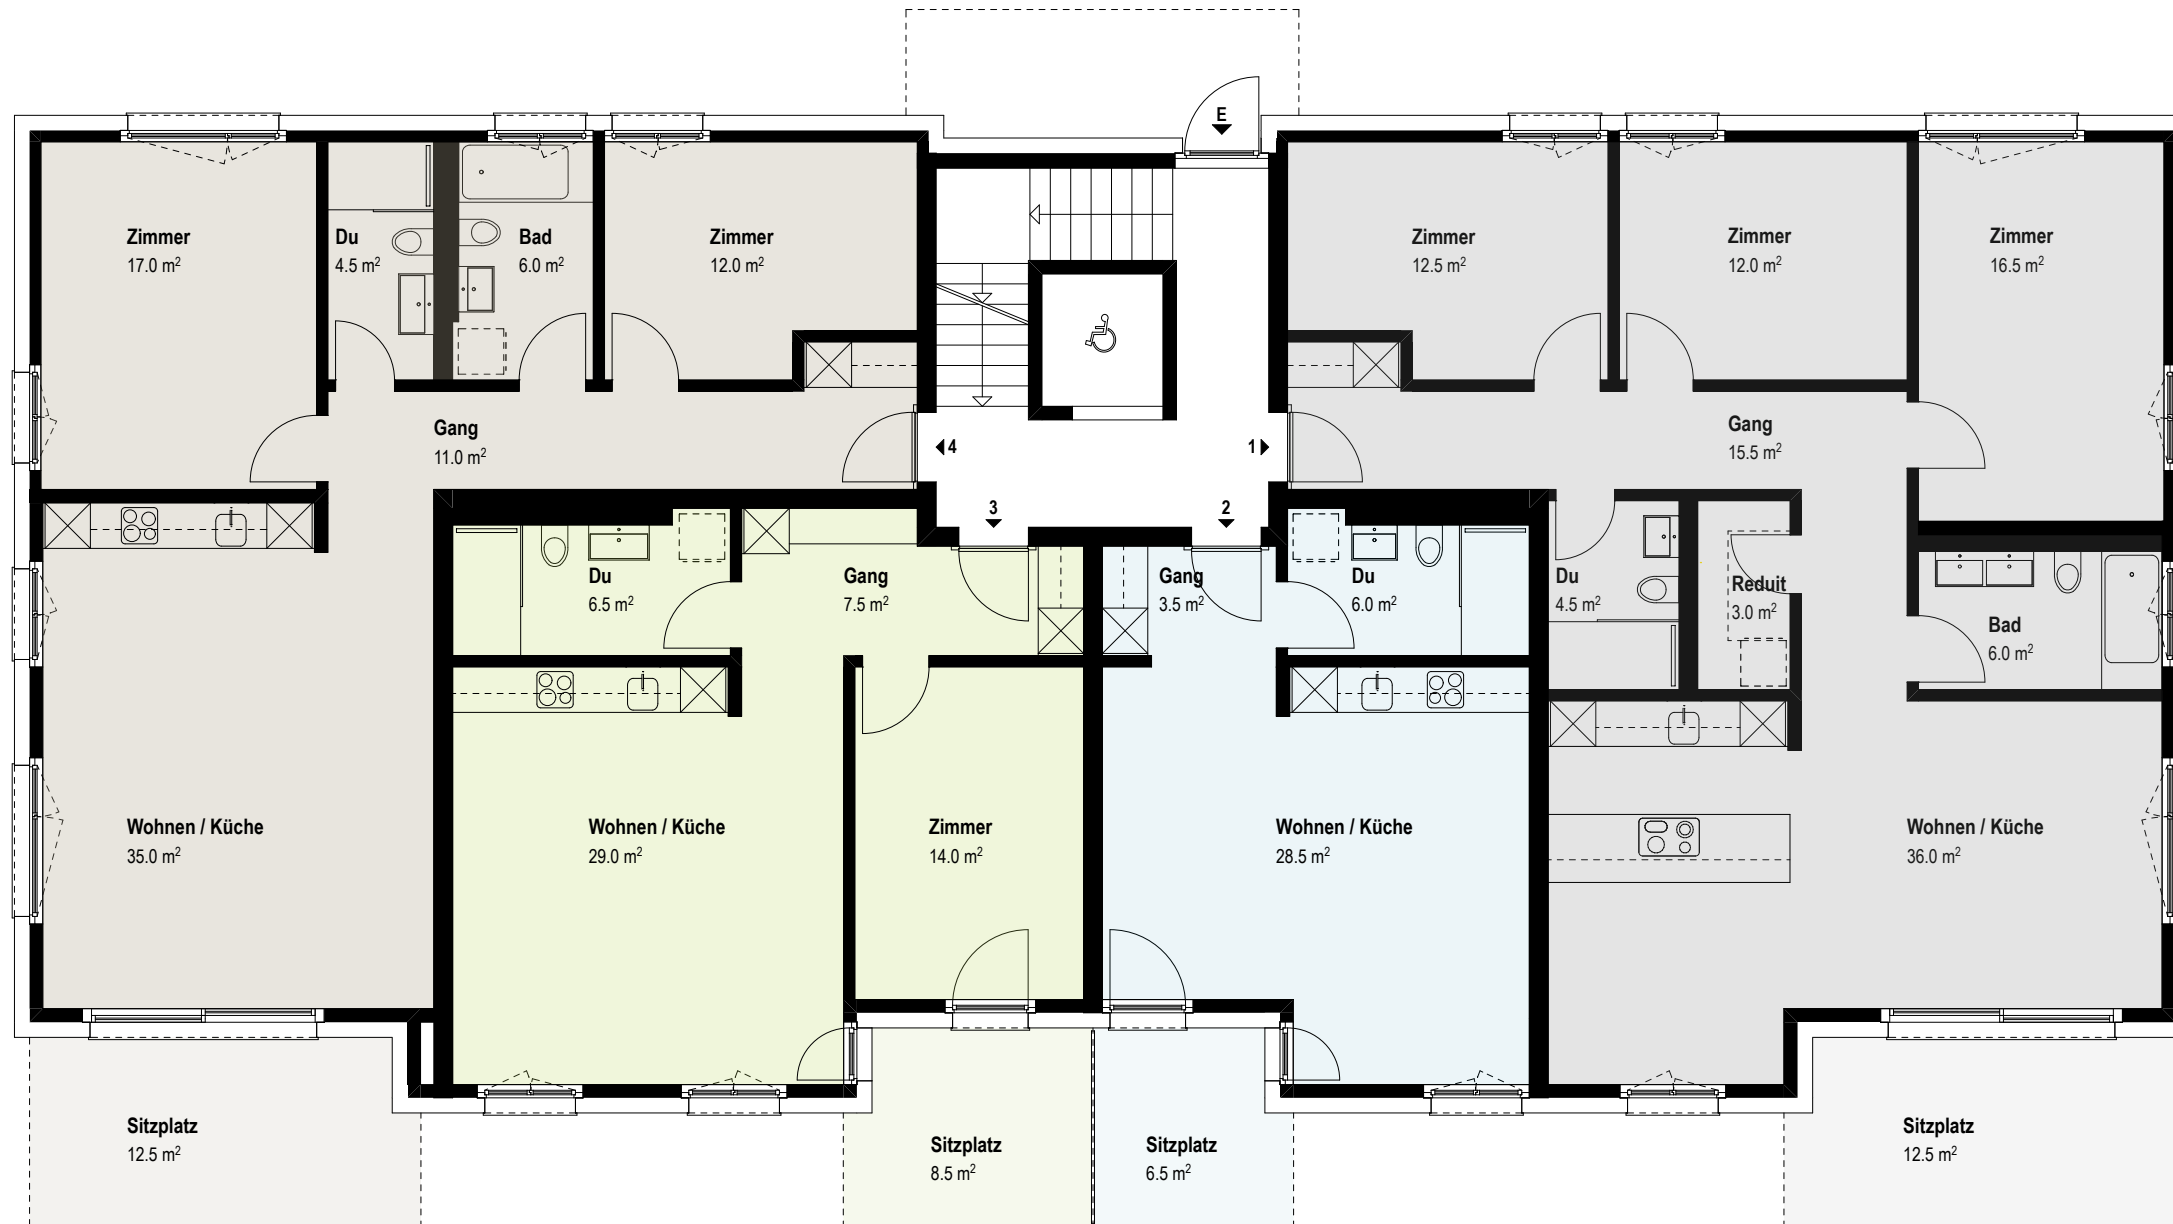 E
Zimmer
17.0 m²
Du
4.5 m²
Bad
6.0 m²
Zimmer
12.0 m²
Zimmer
12.5 m²
Zimmer
12.0 m²
Zimmer
16.5 m²
Gang
11.0 m²
4
1
Gang
15.5 m²
3
2
Du
6.5 m²
Gang
7.5 m²
Gang
3.5 m²
Du
6.0 m²
Du
4.5 m²
Reduit
3.0 m²
Bad
6.0 m²
Wohnen / Küche
35.0 m²
Wohnen / Küche
29.0 m²
Zimmer
14.0 m²
Wohnen / Küche
28.5 m²
Wohnen / Küche
36.0 m²
Sitzplatz
12.5 m²
Sitzplatz
8.5 m²
Sitzplatz
6.5 m²
Sitzplatz
12.5 m²